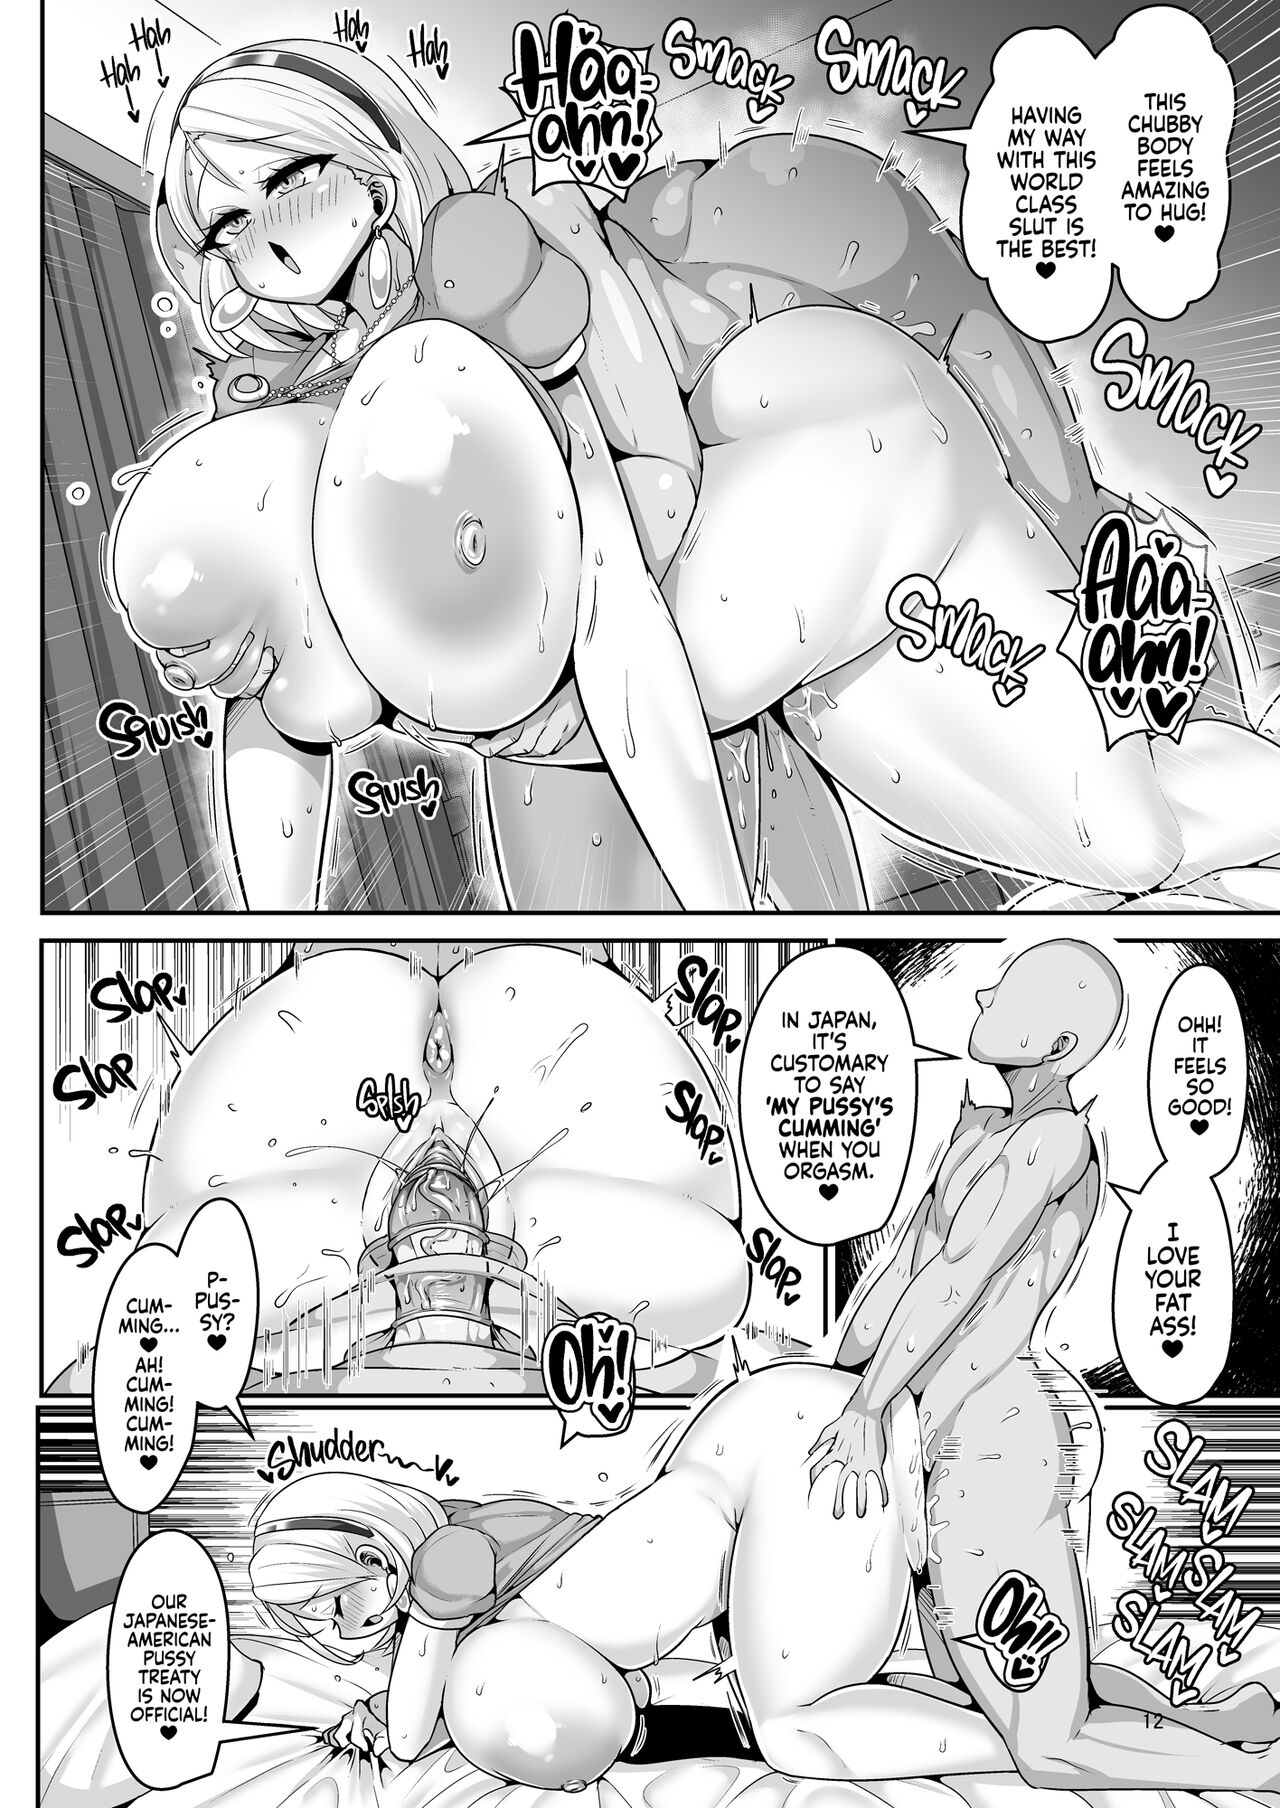 THIS
CHUBBY
BODY
FEELS
AMAZING
TO HUG!
♥
HAVING
MY WAY
WITH THIS
WORLD
CLASS
SLUT IS
THE BEST!
♥
SMACK
SMACK
Haa
ahn!
♥♥
Hah
Hah
Hah
Hah
SMACK
Aaa
ahn!
♥♥
SMACK
SQUISH
SQUISH
OHH!
IT
FEELS
SO
GOOD!
♥
I
LOVE
YOUR
FAT
ASS!
♥
IN JAPAN,
IT'S
CUSTOMARY
TO SAY
'MY PUSSY'S
CUMMING'
WHEN YOU
ORGASM.
♥
Slap
Slap
Slap
Slap
Slap
Slap
Splsh
Oh!
P-
PUS-
SY?
♥
CUM-
MING...
♥
AH!
CUM-
MING!
CUM-
MING!
♥
Shudder
SLAM
SLAM
SLAM
SLAM
SLAM
Oh!!
OUR
JAPANESE-
AMERICAN
PUSSY
TREATY
IS NOW
OFFICIAL!
♥
12